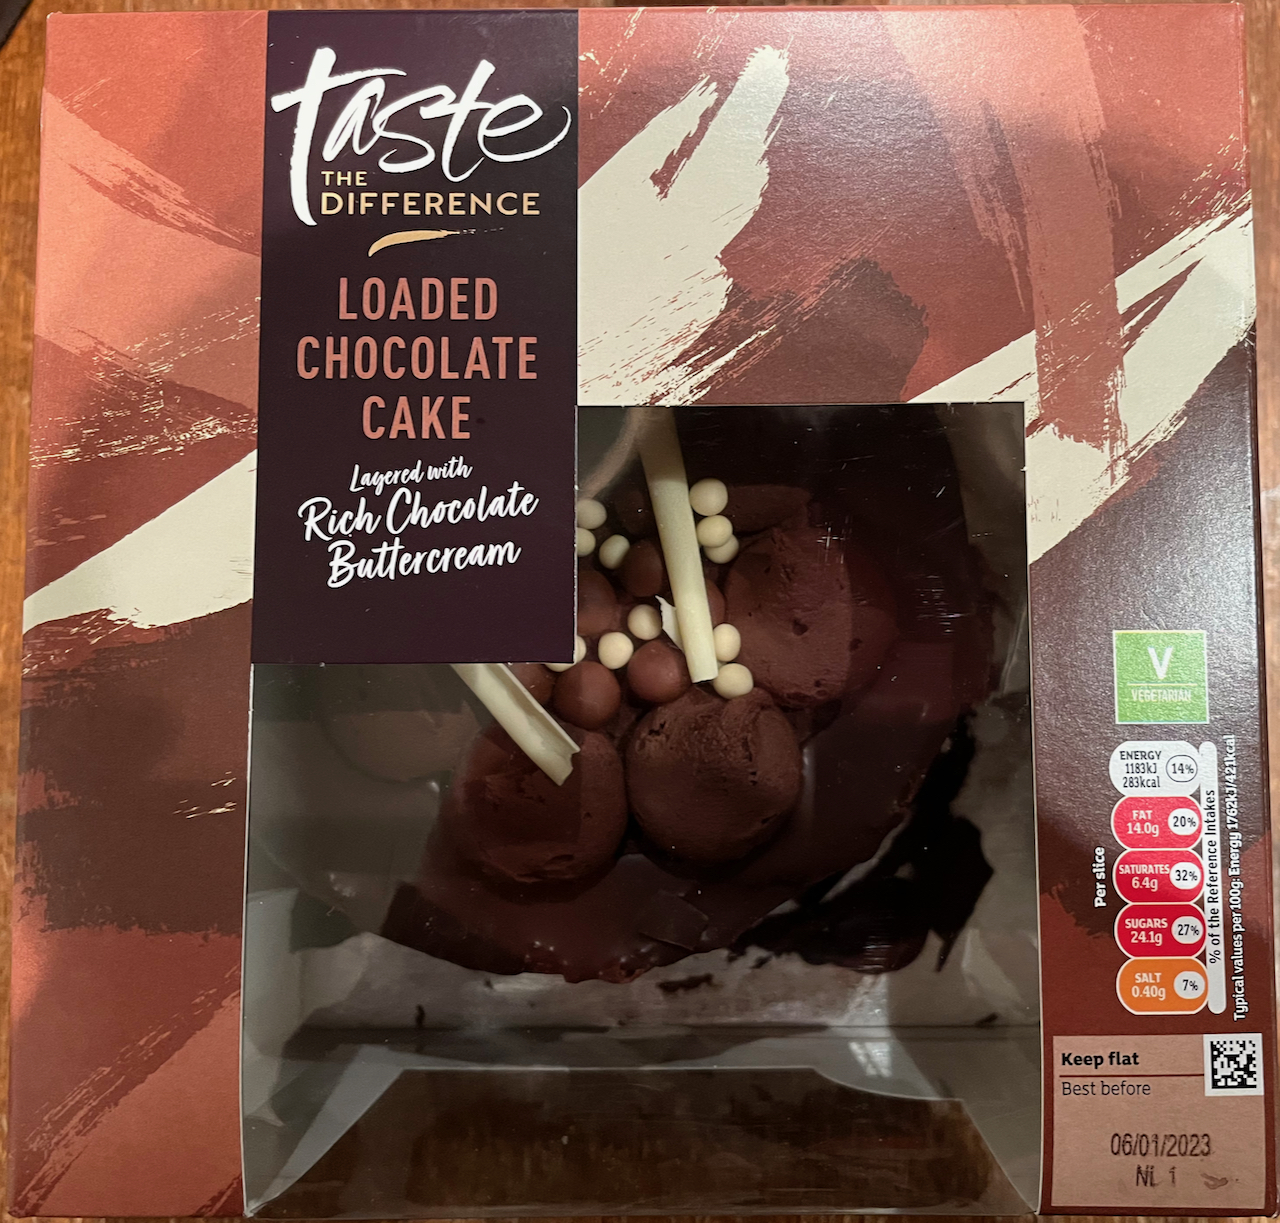 taste
THE
DIFFERENCE
LOADED
CHOCOLATE
CAKE
Layered with
Rich Chocolate
Buttercream
V
VEGETARIAN
Per slice
ENERGY
1183kJ
283kcal
14%
FAT
14.0g
20%
SATURATES
6.4g
32%
SUGARS
24.1g
27%
SALT
0.40g
7%
% of the Reference Intakes
Typical values per 100g: Energy 1762kJ/421kcal
Keep flat
Best before
06/01/2023
NL 1